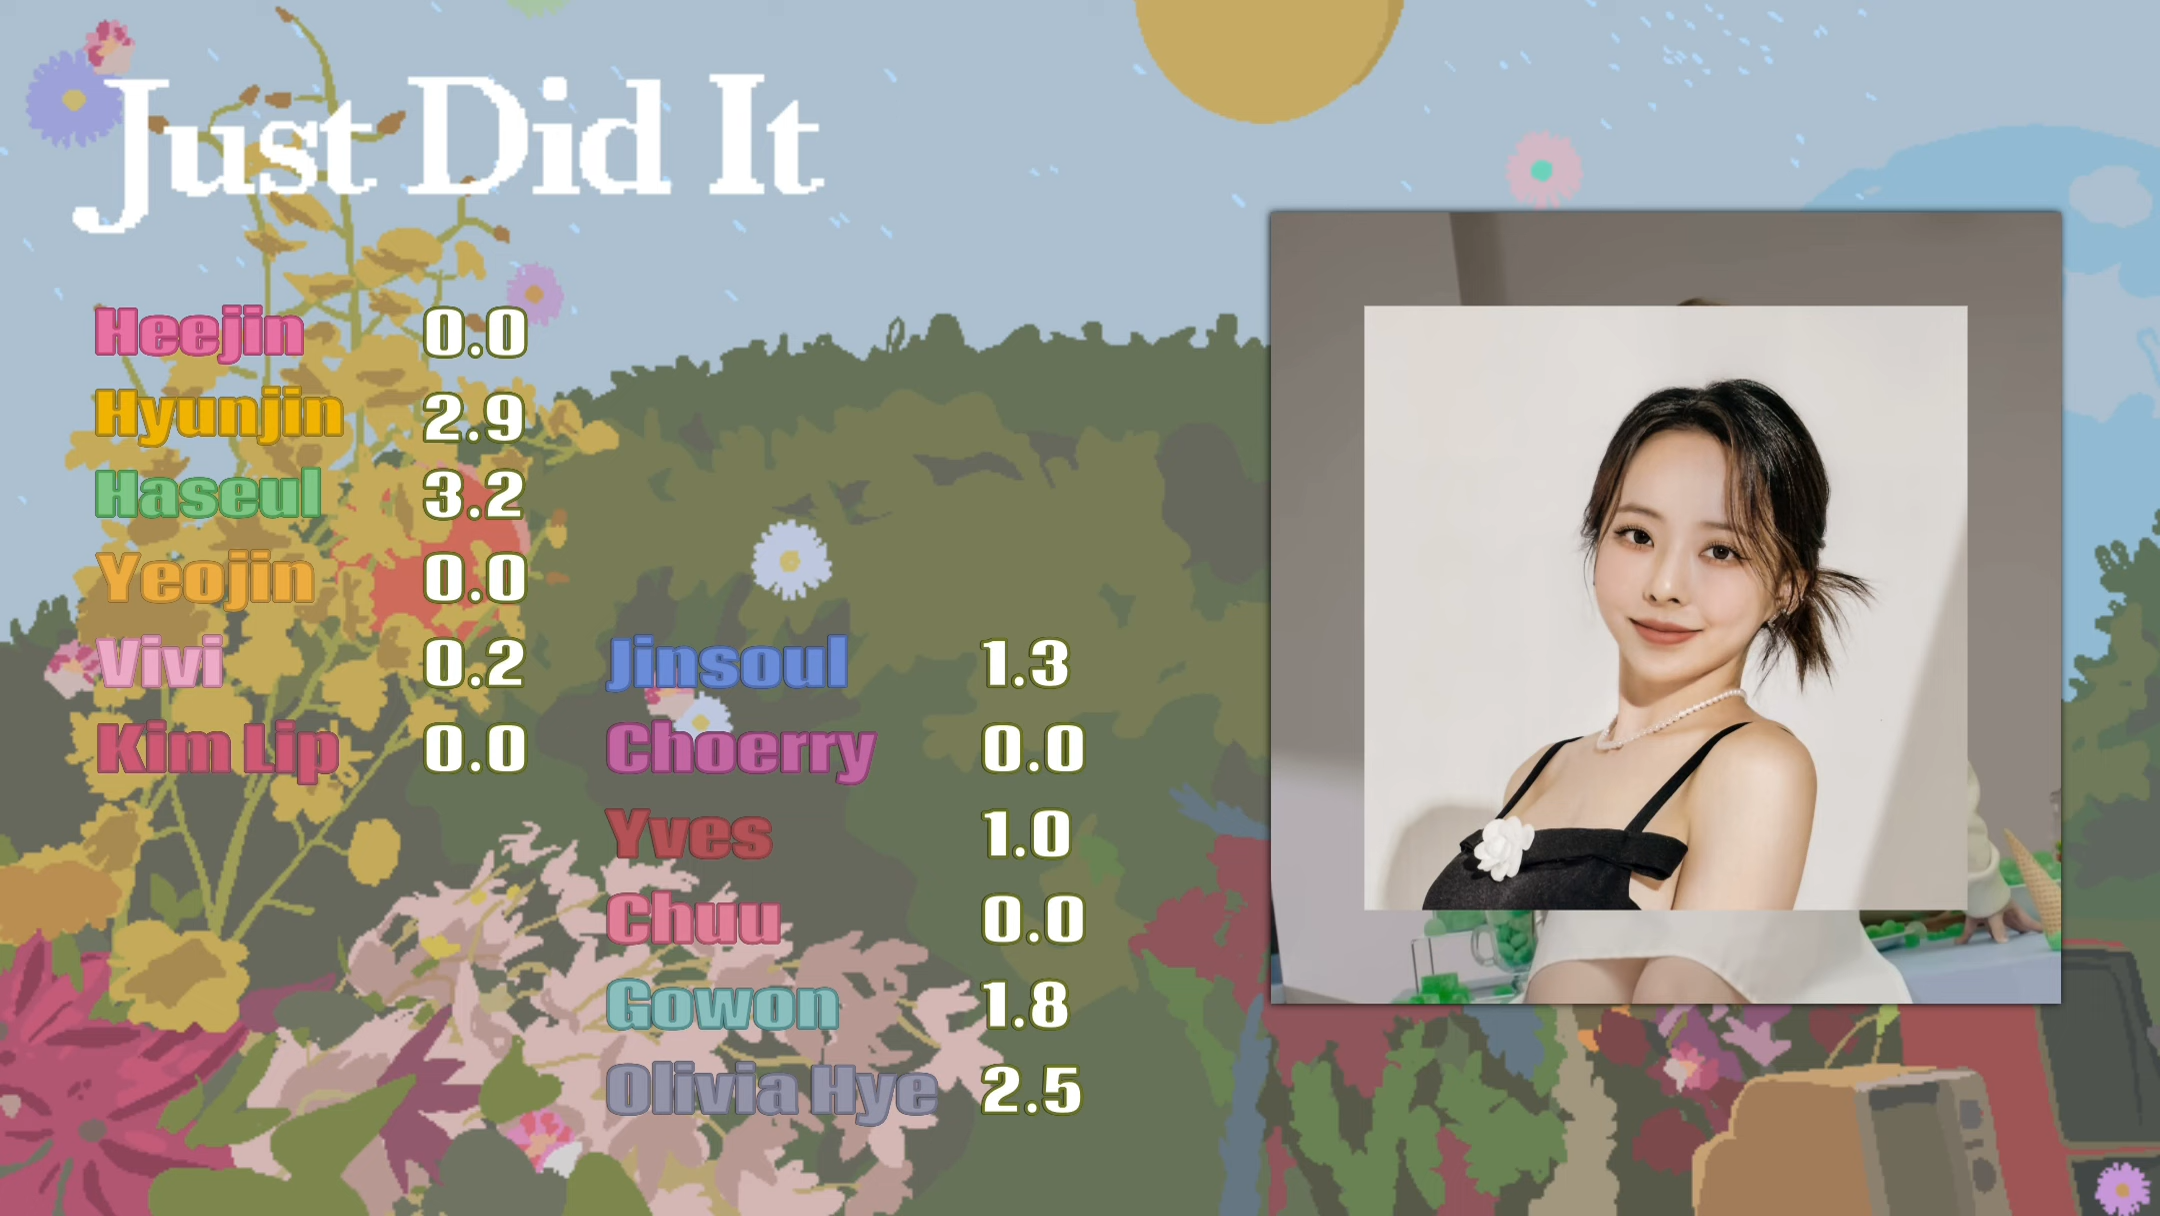 Just Did It
Heejin 0.0
Hyunjin 2.9
Haseul 3.2
Yeojin 0.0
Vivi 0.2
Kim Lip 0.0
Jinsoul 1.3
Choerry 0.0
Yves 1.0
Chuu 0.0
Gowon 1.8
Olivia Hye 2.5